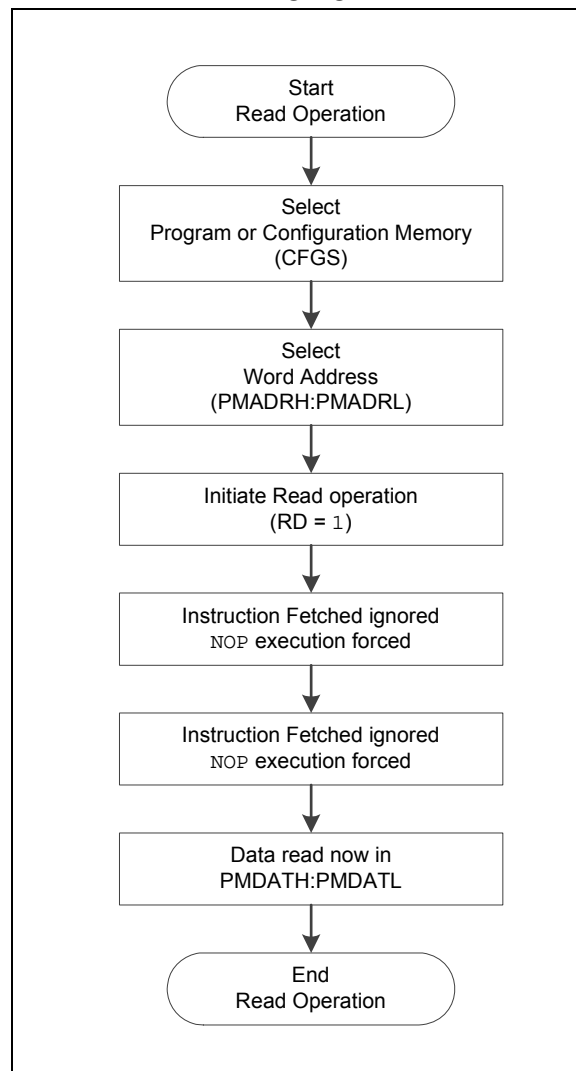 Start
Read Operation
Select
Program or Configuration Memory
(CFGS)
Select
Word Address
(PMADRH:PMADRL)
Initiate Read operation
(RD = 1)
Instruction Fetched ignored
NOP execution forced
Instruction Fetched ignored
NOP execution forced
Data read now in
PMDATH:PMDATL
End
Read Operation